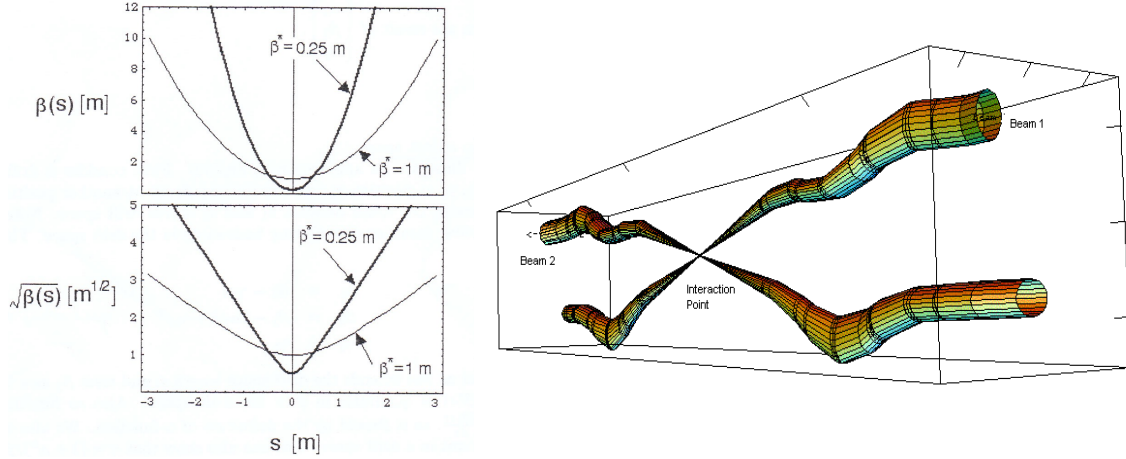 12
10
8
6
4
2
β(s) [m]
β* = 0.25 m
β* = 1 m
5
4
3
2
1
√β(s) [m^1/2]
β* = 0.25 m
β* = 1 m
-3 -2 -1 0 1 2 3
s [m]
Beam 1
Beam 2
Interaction
Point